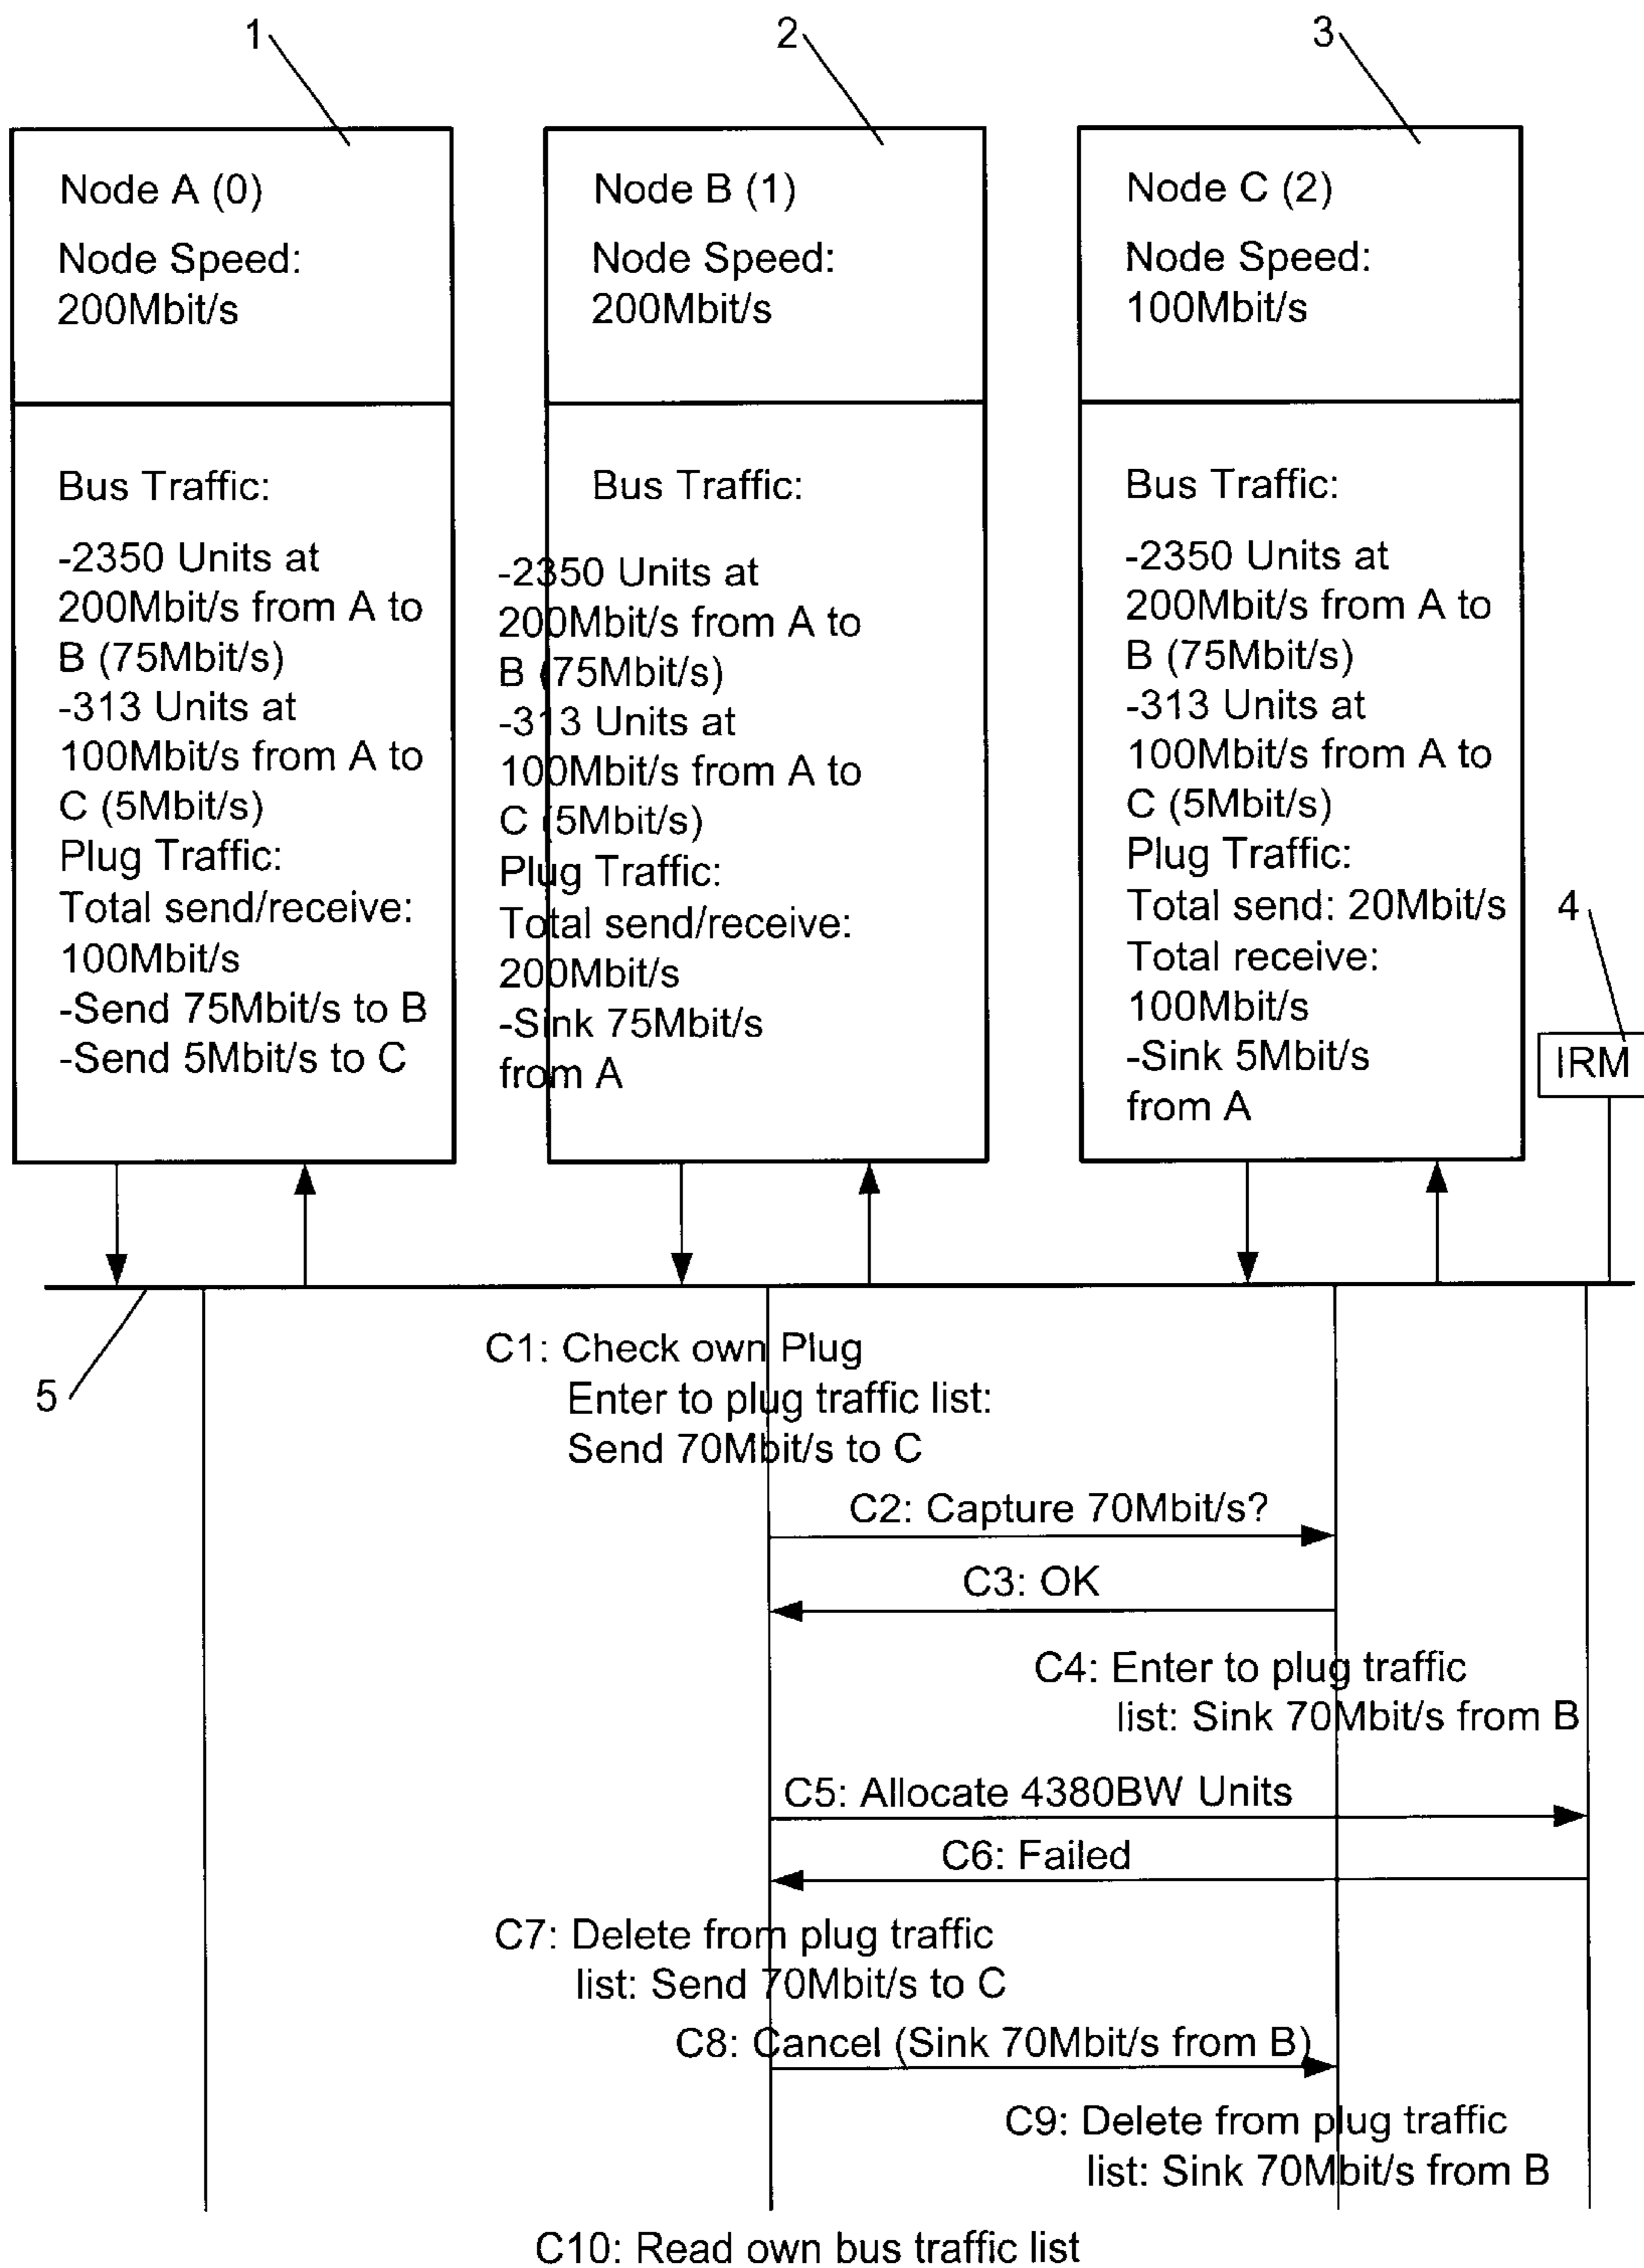 1
2
3
Node A (0)
Node Speed:
200Mbit/s
Bus Traffic:
-2350 Units at
200Mbit/s from A to
B (75Mbit/s)
-313 Units at
100Mbit/s from A to
C (5Mbit/s)
Plug Traffic:
Total send/receive:
100Mbit/s
-Send 75Mbit/s to B
-Send 5Mbit/s to C
Node B (1)
Node Speed:
200Mbit/s
Bus Traffic:
-2350 Units at
200Mbit/s from A to
B (75Mbit/s)
-313 Units at
100Mbit/s from A to
C (5Mbit/s)
Plug Traffic:
Total send/receive:
200Mbit/s
-Sink 75Mbit/s
from A
Node C (2)
Node Speed:
100Mbit/s
Bus Traffic:
-2350 Units at
200Mbit/s from A to
B (75Mbit/s)
-313 Units at
100Mbit/s from A to
C (5Mbit/s)
Plug Traffic:
Total send: 20Mbit/s
Total receive:
100Mbit/s
-Sink 5Mbit/s
from A
4
IRM
5
C1: Check own Plug
Enter to plug traffic list:
Send 70Mbit/s to C
C2: Capture 70Mbit/s?
C3: OK
C4: Enter to plug traffic
list: Sink 70Mbit/s from B
C5: Allocate 4380BW Units
C6: Failed
C7: Delete from plug traffic
list: Send 70Mbit/s to C
C8: Cancel (Sink 70Mbit/s from B)
C9: Delete from plug traffic
list: Sink 70Mbit/s from B
C10: Read own bus traffic list